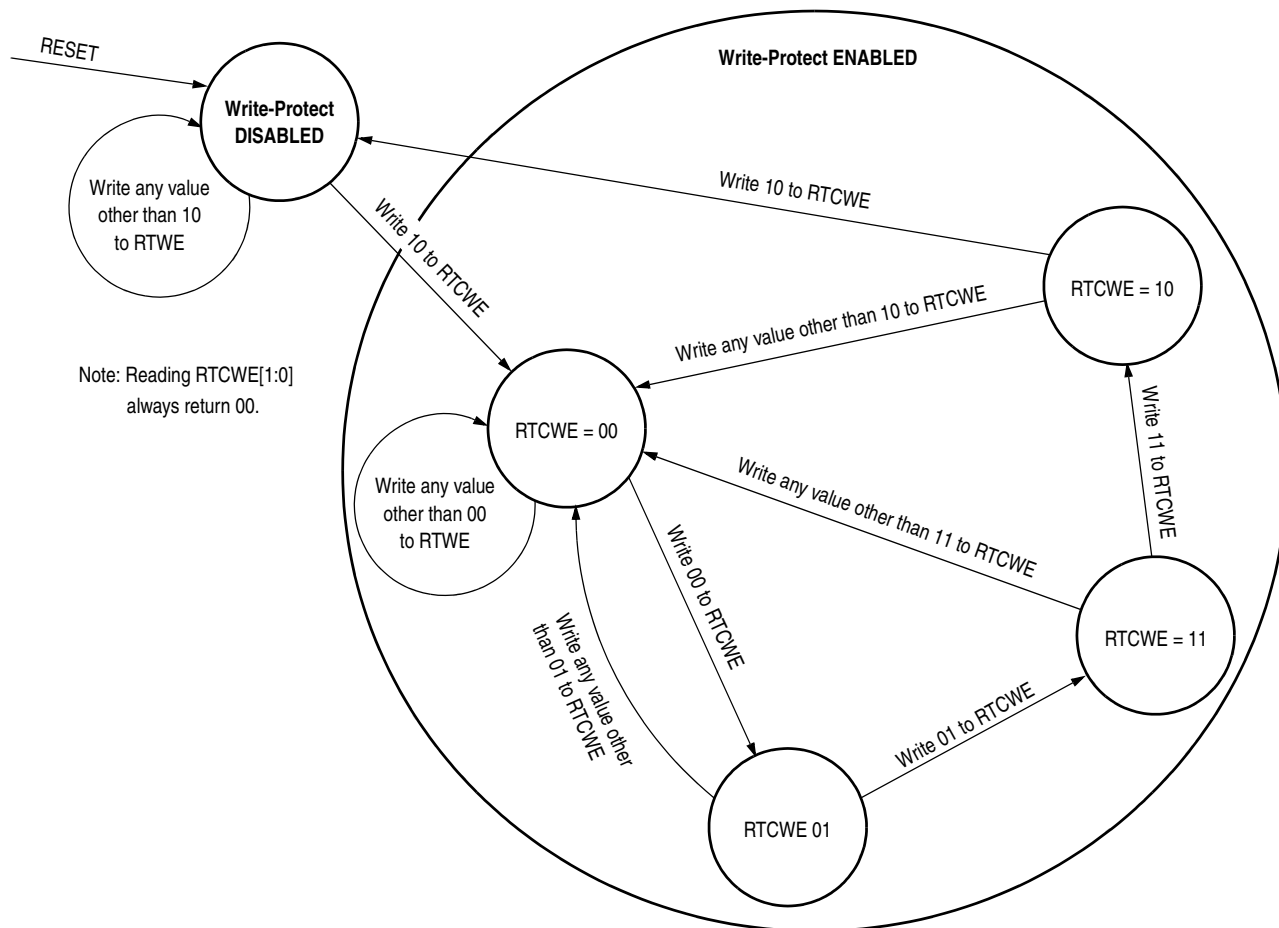 RESET
Write-Protect ENABLED
Write-Protect
DISABLED
Write any value
other than 10
to RTWE
Write 10 to RTCWE
Write 10 to RTCWE
RTCWE = 10
Write any value other than 10 to RTCWE
Note: Reading RTCWE[1:0]
always return 00.
RTCWE = 00
Write 11 to RTCWE
Write any value other than 11 to RTCWE
Write any value
other than 00
to RTWE
Write 00 to RTCWE
Write any value other
than 01 to RTCWE
RTCWE = 11
Write 01 to RTCWE
RTCWE 01